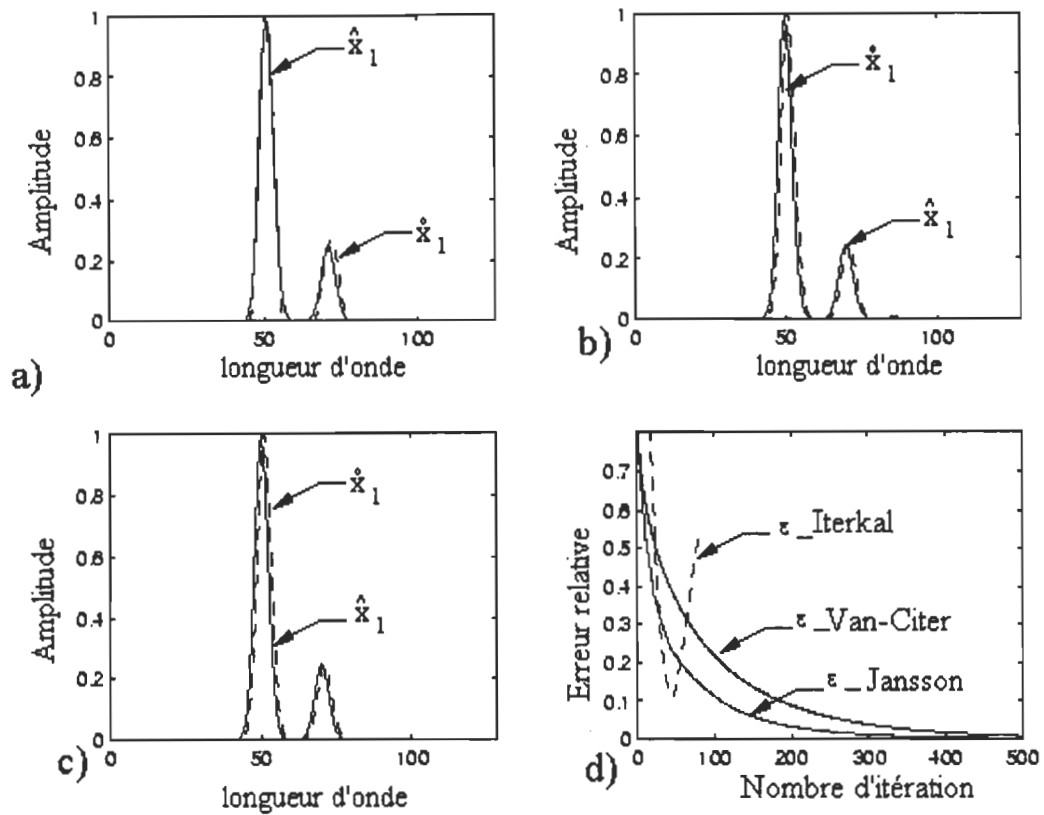 1
0.8
0.6
0.4
0.2
0
Amplitude
x̂ 1
x̊ 1
0
50
100
longueur d'onde
a)
1
0.8
0.6
0.4
0.2
0
Amplitude
x̊ 1
x̂ 1
0
50
100
longueur d'onde
b)
1
0.8
0.6
0.4
0.2
0
Amplitude
x̊ 1
x̂ 1
0
50
100
longueur d'onde
c)
0.7
0.6
0.5
0.4
0.3
0.2
0.1
0
Erreur relative
ε_Iterkal
ε_Van-Citer
ε_Jansson
0
100
200
300
400
500
Nombre d'itération
d)